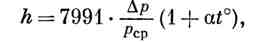 h = 7991 · Δp / p_ср (1 + αt°),